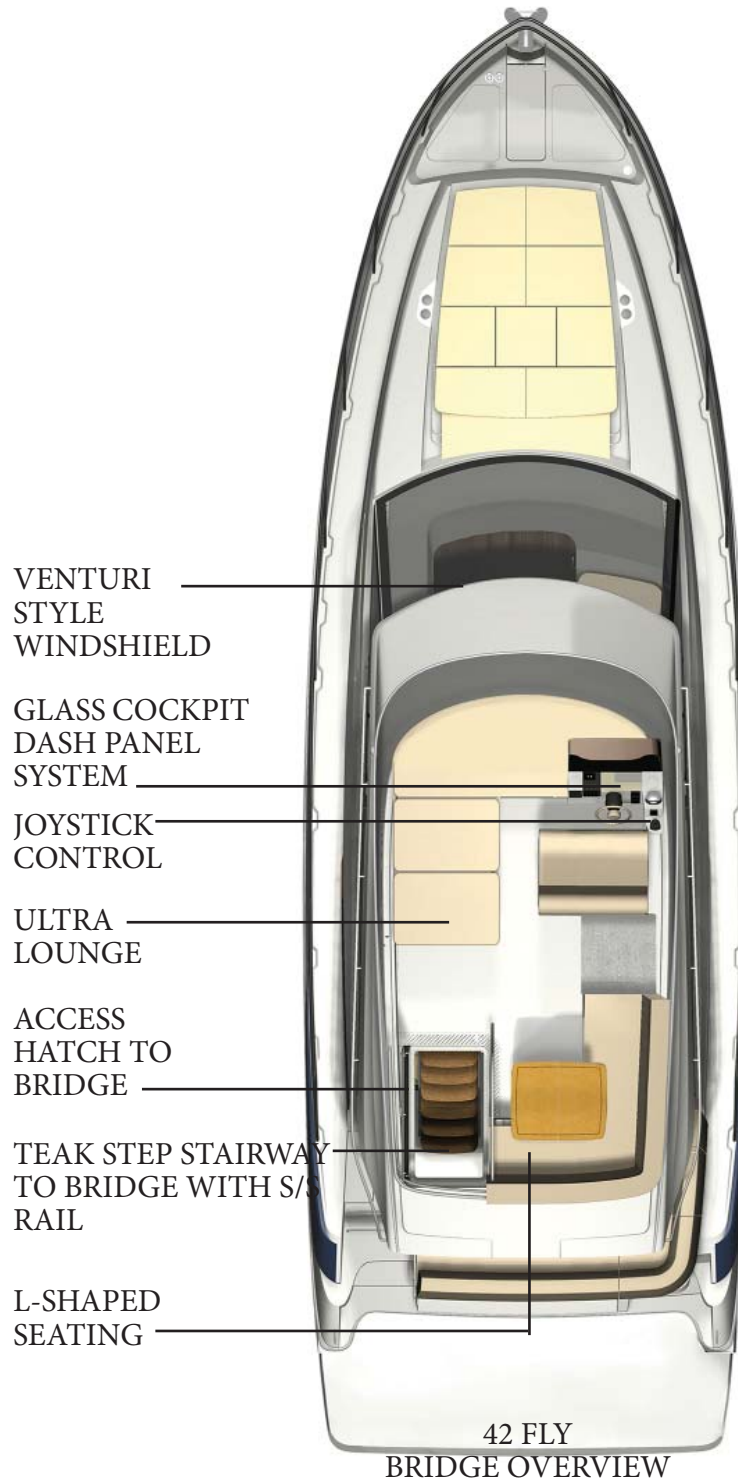 VENTURI
STYLE
WINDSHIELD
GLASS COCKPIT
DASH PANEL
SYSTEM
JOYSTICK
CONTROL
ULTRA
LOUNGE
ACCESS
HATCH TO
BRIDGE
TEAK STEP STAIRWAY
TO BRIDGE WITH S/S
RAIL
L-SHAPED
SEATING
42 FLY
BRIDGE OVERVIEW